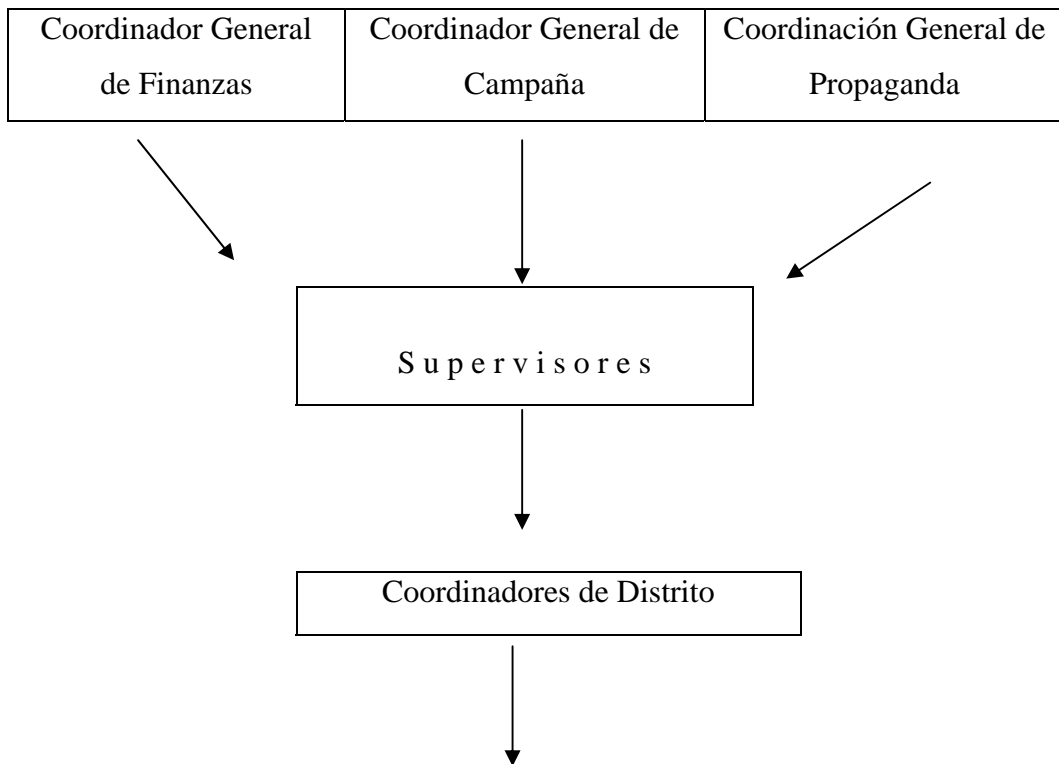 Coordinador General
de Finanzas
Coordinador General de
Campaña
Coordinación General de
Propaganda
S u p e r v i s o r e s
Coordinadores de Distrito